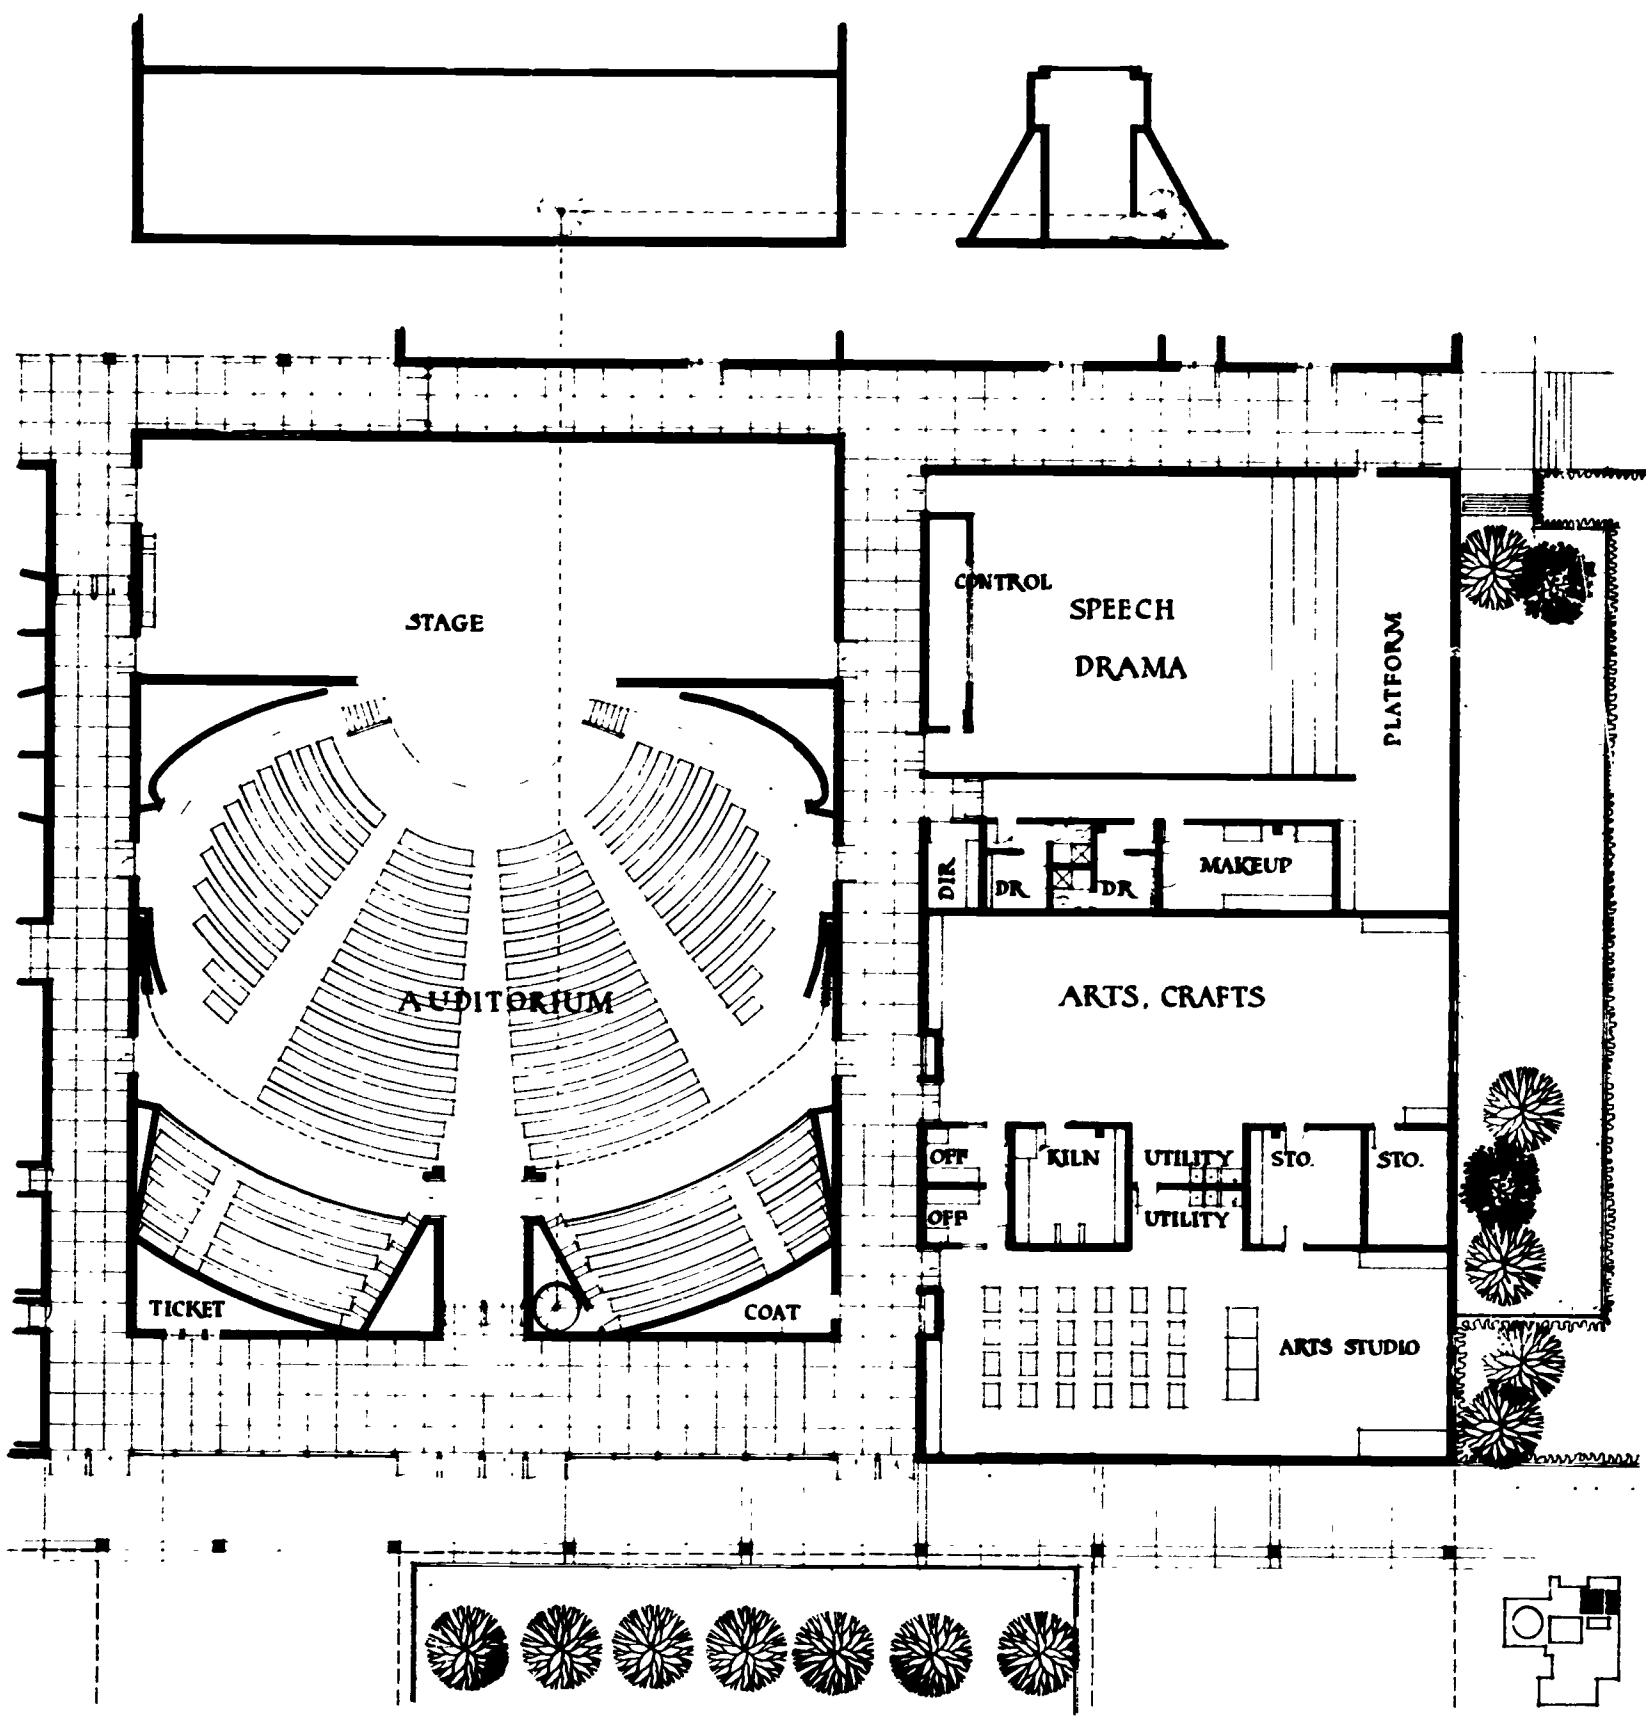 STAGE
CONTROL
SPEECH
DRAMA
PLATFORM
DIR
DR
DR
MAKEUP
AUDITORIUM
ARTS, CRAFTS
OFF
KILN
UTILITY
STO.
STO.
OFF
UTILITY
TICKET
COAT
ARTS STUDIO